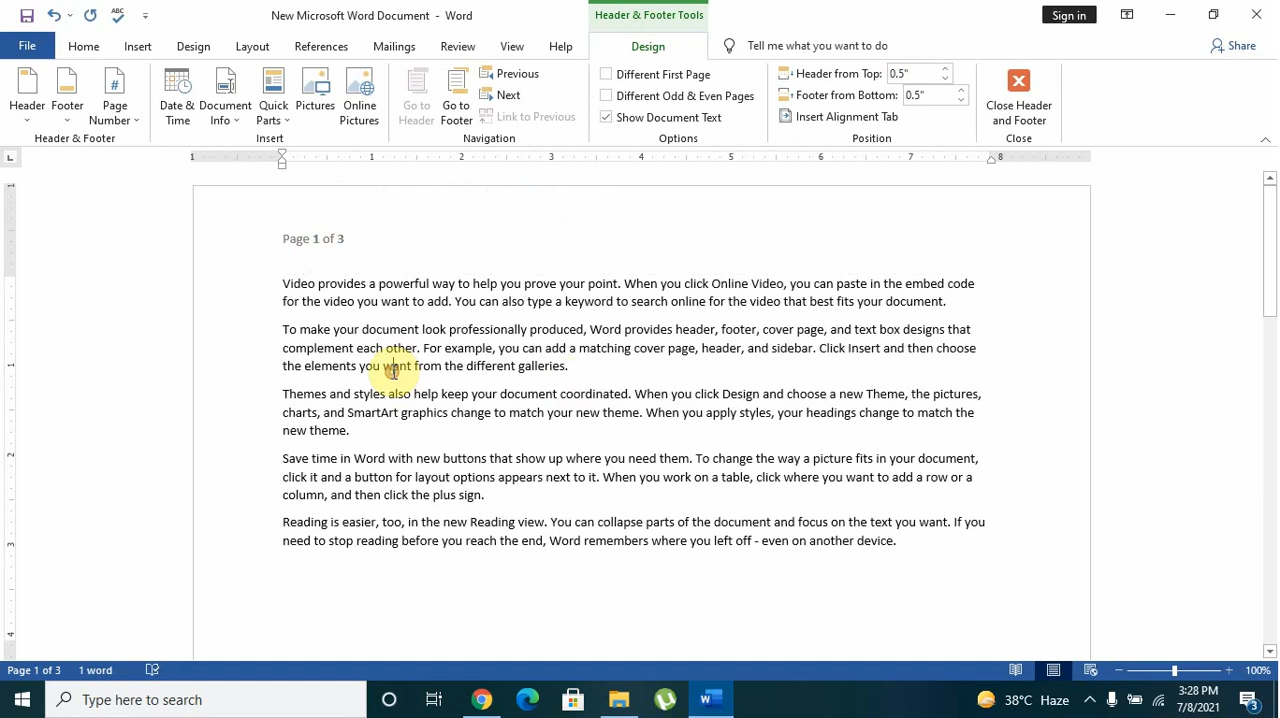 New Microsoft Word Document - Word
Header & Footer Tools
Sign in
File Home Insert Design Layout References Mailings Review View Help Design Tell me what you want to do Share
Header Footer Page Number
Date & Time Document Info Quick Parts Pictures Online Pictures
Go to Header Go to Footer Previous Next Link to Previous
Different First Page
Different Odd & Even Pages
Show Document Text
Header from Top: 0.5"
Footer from Bottom: 0.5"
Insert Alignment Tab
Close Header and Footer
Header & Footer Insert Navigation Options Position Close
1 1 2 3 4 5 6 7 8
Page 1 of 3
Video provides a powerful way to help you prove your point. When you click Online Video, you can paste in the embed code
for the video you want to add. You can also type a keyword to search online for the video that best fits your document.
To make your document look professionally produced, Word provides header, footer, cover page, and text box designs that
complement each other. For example, you can add a matching cover page, header, and sidebar. Click Insert and then choose
the elements you want from the different galleries.
Themes and styles also help keep your document coordinated. When you click Design and choose a new Theme, the pictures,
charts, and SmartArt graphics change to match your new theme. When you apply styles, your headings change to match the
new theme.
Save time in Word with new buttons that show up where you need them. To change the way a picture fits in your document,
click it and a button for layout options appears next to it. When you work on a table, click where you want to add a row or a
column, and then click the plus sign.
Reading is easier, too, in the new Reading view. You can collapse parts of the document and focus on the text you want. If you
need to stop reading before you reach the end, Word remembers where you left off - even on another device.
1
1
2
3
4
Page 1 of 3 1 word 100%
Type here to search
38°C Haze
3:28 PM
7/8/2021
3